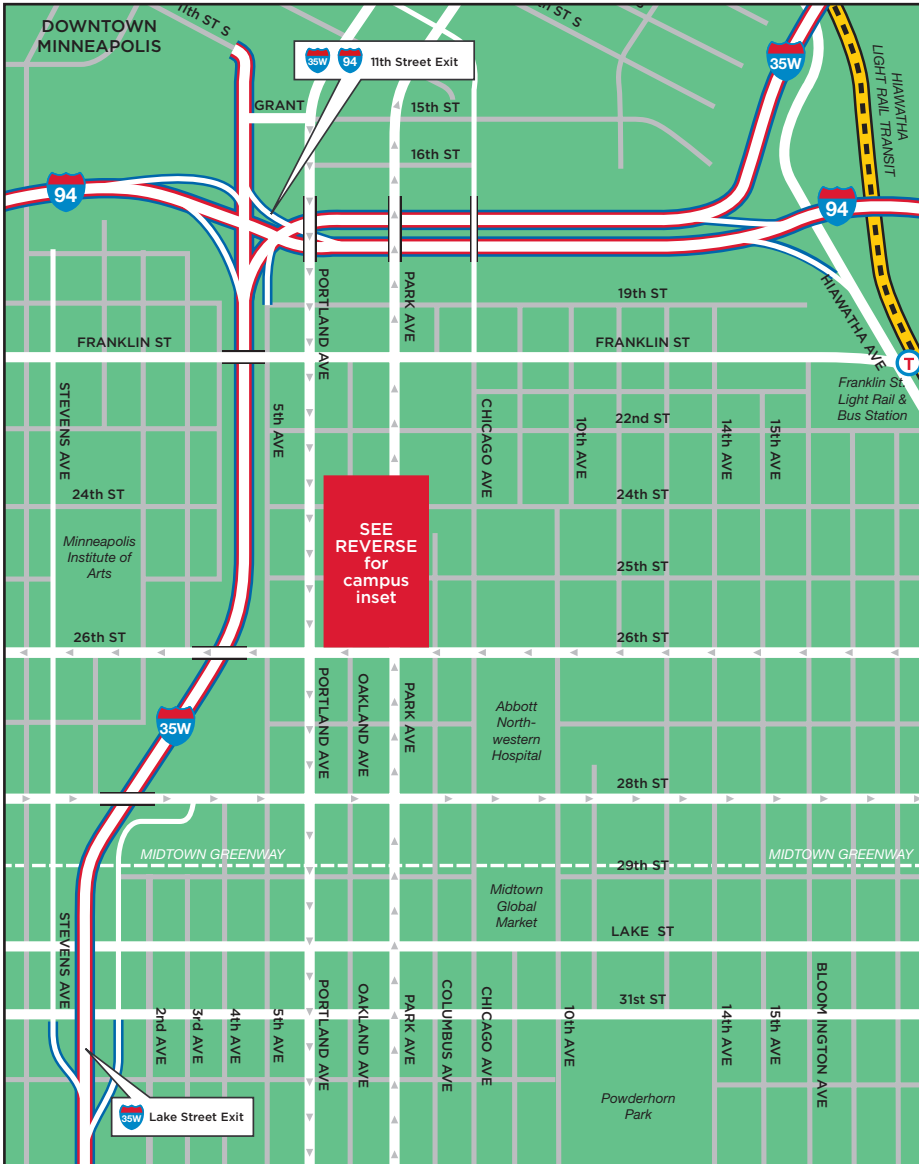 DOWNTOWN
MINNEAPOLIS
11th ST S
35W 94 11th Street Exit
35W
HIAWATHA
LIGHT RAIL TRANSIT
GRANT
15th ST
16th ST
94
94
PORTLAND AVE
PARK AVE
19th ST
HIAWATHA AVE
FRANKLIN ST
FRANKLIN ST
T
Franklin St.
Light Rail &
Bus Station
STEVENS AVE
5th AVE
CHICAGO AVE
10th AVE
22nd ST
14th AVE
15th AVE
24th ST
24th ST
SEE
REVERSE
for
campus
inset
Minneapolis
Institute of
Arts
25th ST
26th ST
26th ST
PORTLAND AVE
OAKLAND AVE
PARK AVE
35W
Abbott
North-
western
Hospital
28th ST
MIDTOWN GREENWAY
29th ST
MIDTOWN GREENWAY
Midtown
Global
Market
STEVENS AVE
LAKE ST
31st ST
2nd AVE
3rd AVE
4th AVE
5th AVE
PORTLAND AVE
OAKLAND AVE
PARK AVE
COLUMBUS AVE
CHICAGO AVE
10th AVE
14th AVE
15th AVE
BLOOM INGTON AVE
35W Lake Street Exit
Powderhorn
Park